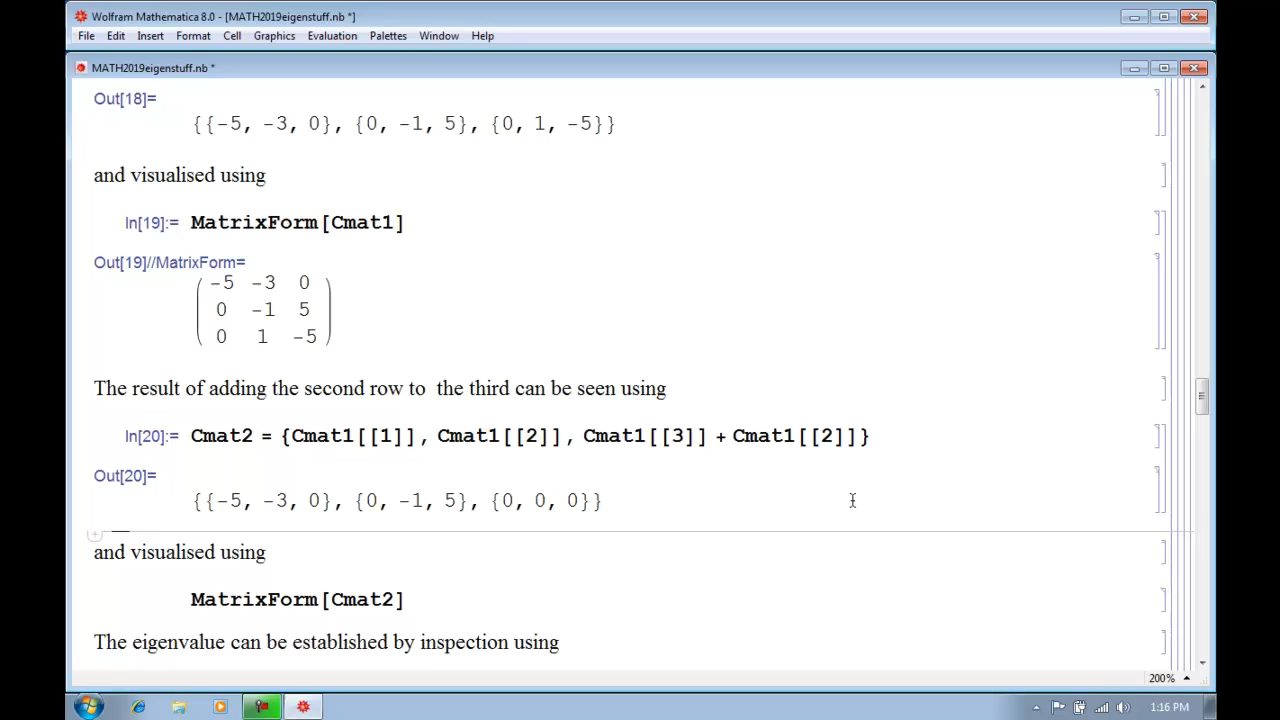 Wolfram Mathematica 8.0 - [MATH2019eigenstuff.nb *]
File Edit Insert Format Cell Graphics Evaluation Palettes Window Help
MATH2019eigenstuff.nb *
Out[18]=
{{-5, -3, 0}, {0, -1, 5}, {0, 1, -5}}
and visualised using
In[19]:= MatrixForm[Cmat1]
Out[19]//MatrixForm=
-5 -3 0
0 -1 5
0 1 -5
The result of adding the second row to the third can be seen using
In[20]:= Cmat2 = {Cmat1[[1]], Cmat1[[2]], Cmat1[[3]] + Cmat1[[2]]}
Out[20]=
{{-5, -3, 0}, {0, -1, 5}, {0, 0, 0}}
and visualised using
MatrixForm[Cmat2]
The eigenvalue can be established by inspection using
200%
1:16 PM